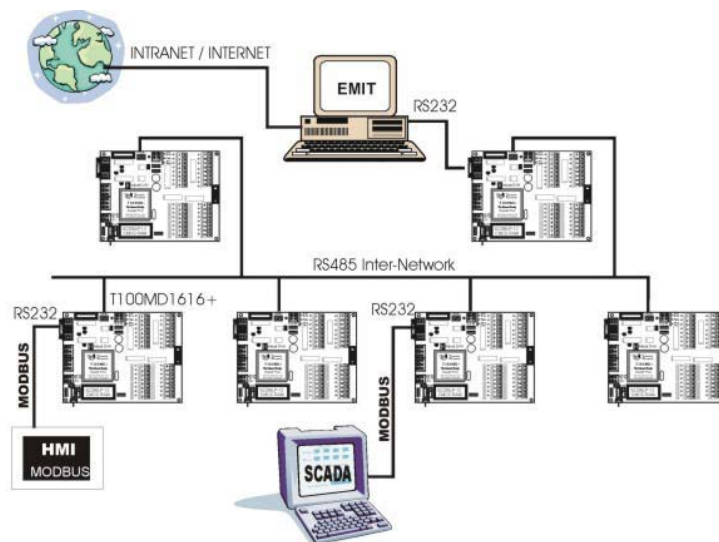 INTRANET / INTERNET
EMIT
RS232
RS485 Inter-Network
T100MD1616+
RS232
RS232
MODBUS
MODBUS
HMI
MODBUS
SCADA